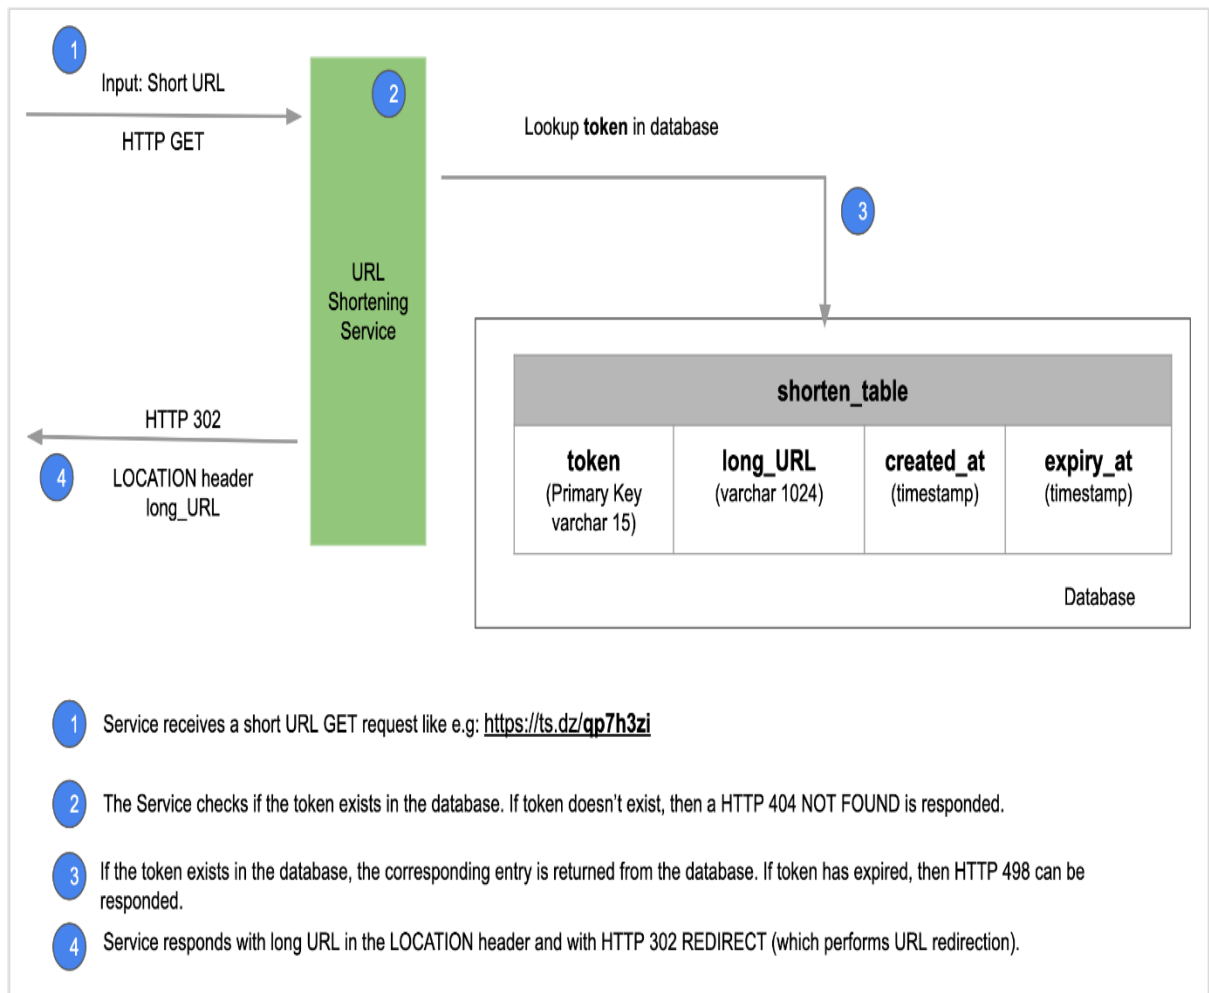 1
Input: Short URL
HTTP GET
2
Lookup token in database
3
URL
Shortening
Service
HTTP 302
4
LOCATION header
long_URL
shorten_table
token
(Primary Key
varchar 15)
long_URL
(varchar 1024)
created_at
(timestamp)
expiry_at
(timestamp)
Database
1 Service receives a short URL GET request like e.g: https://ts.dz/qp7h3zi
2 The Service checks if the token exists in the database. If token doesn’t exist, then a HTTP 404 NOT FOUND is responded.
3 If the token exists in the database, the corresponding entry is returned from the database. If token has expired, then HTTP 498 can be
responded.
4 Service responds with long URL in the LOCATION header and with HTTP 302 REDIRECT (which performs URL redirection).